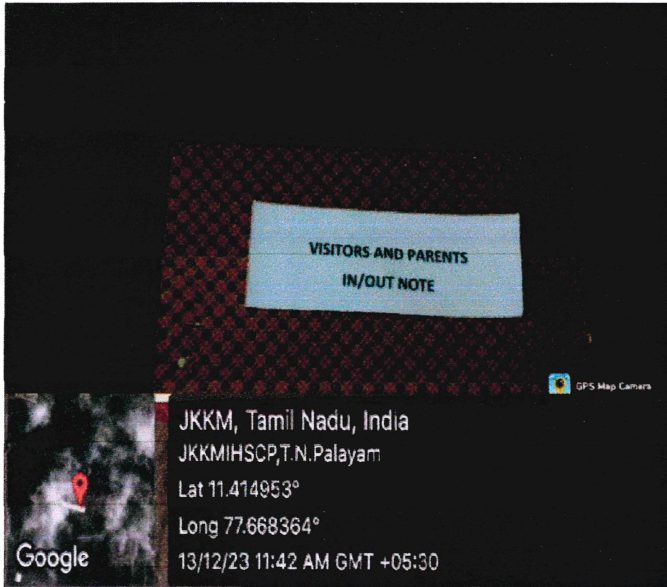 VISITORS AND PARENTS
IN/OUT NOTE
GPS Map Camera
JKKM, Tamil Nadu, India
JKKMIHSCP,T.N.Palayam
Lat 11.414953°
Long 77.668364°
Google
13/12/23 11:42 AM GMT +05:30